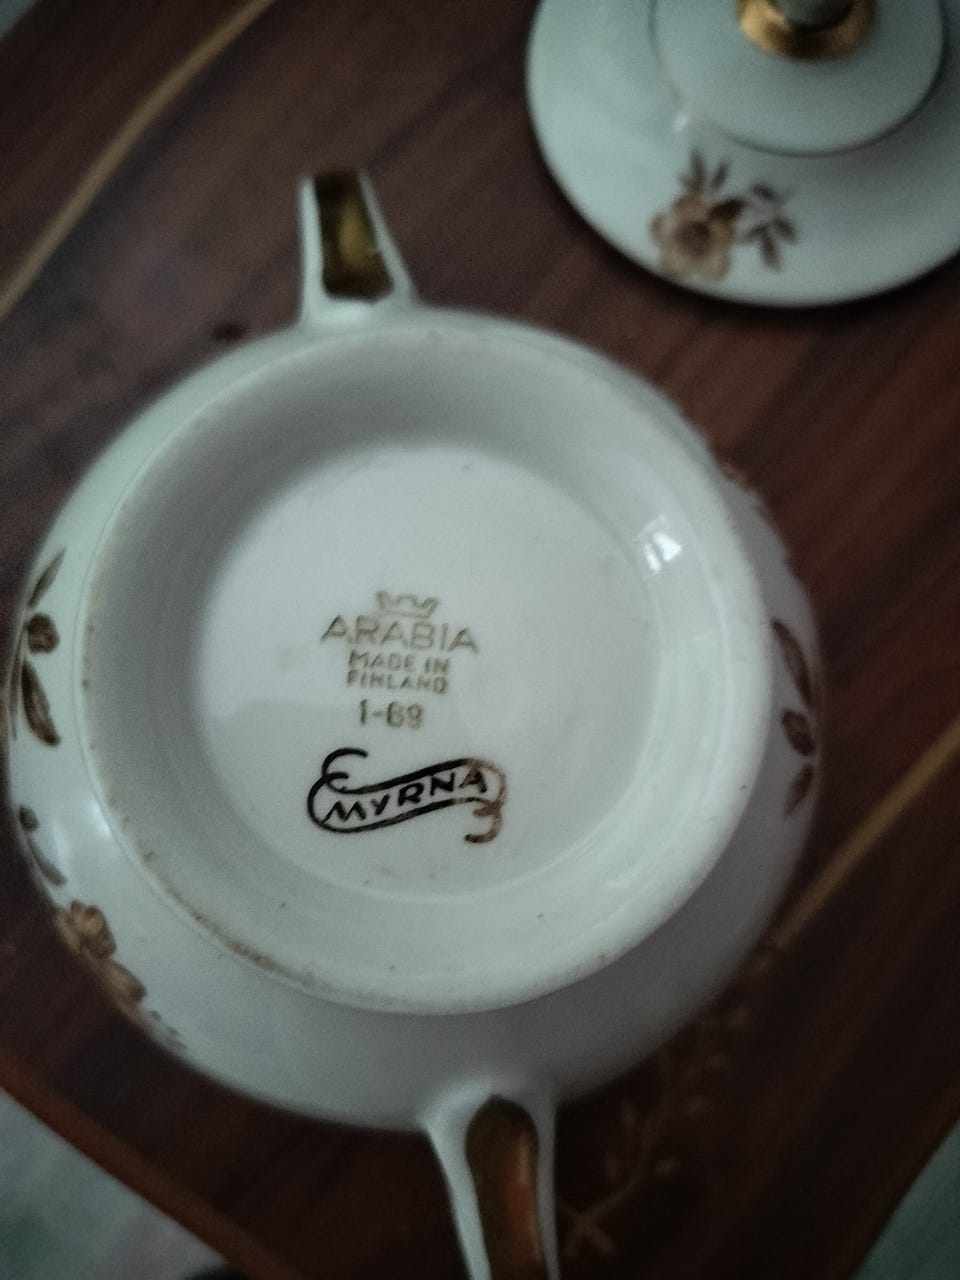 ARABIA
MADE IN
FINLAND
1-69
MYRNA